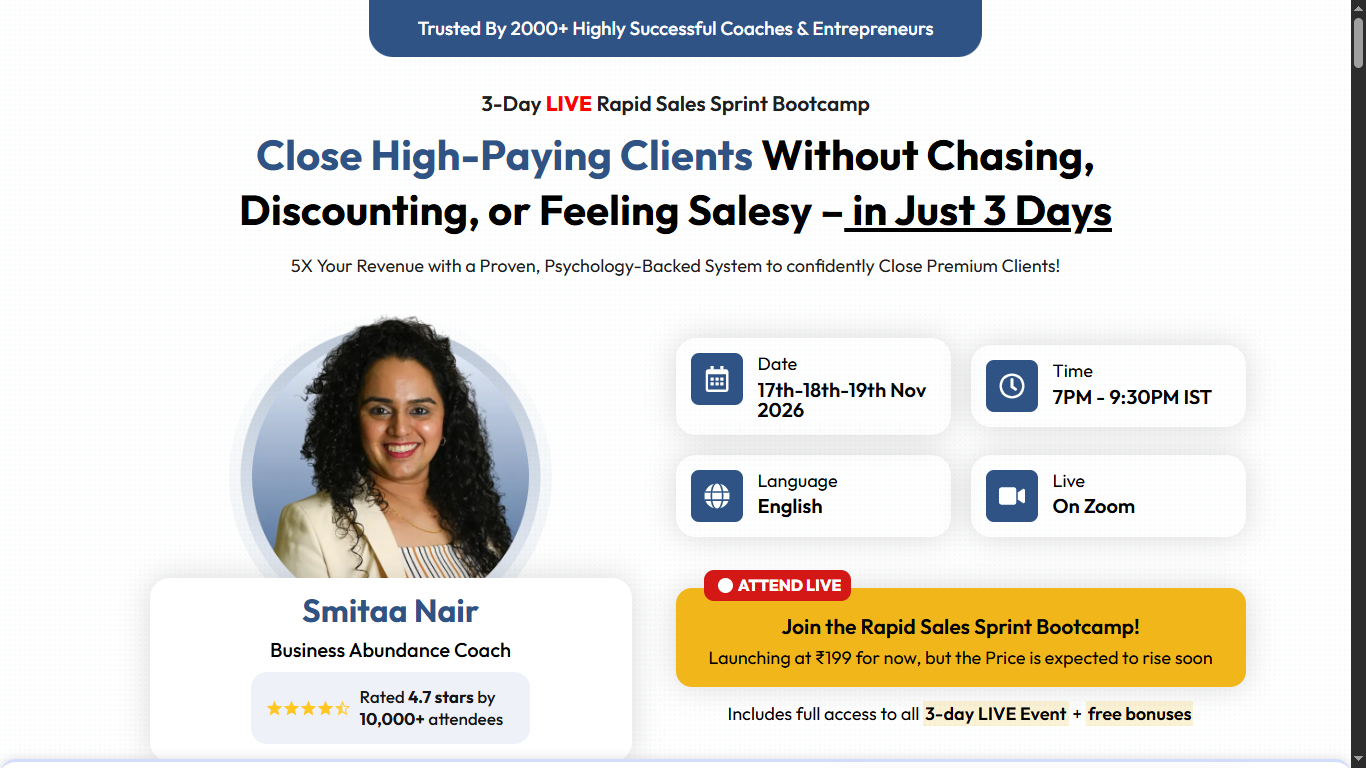 Trusted By 2000+ Highly Successful Coaches & Entrepreneurs
3-Day LIVE Rapid Sales Sprint Bootcamp
Close High-Paying Clients Without Chasing,
Discounting, or Feeling Salesy – in Just 3 Days
5X Your Revenue with a Proven, Psychology-Backed System to confidently Close Premium Clients!
Date
17th-18th-19th Nov
2026
Time
7PM - 9:30PM IST
Language
English
Live
On Zoom
Smitaa Nair
Business Abundance Coach
Rated 4.7 stars by
10,000+ attendees
ATTEND LIVE
Join the Rapid Sales Sprint Bootcamp!
Launching at ₹199 for now, but the Price is expected to rise soon
Includes full access to all 3-day LIVE Event + free bonuses